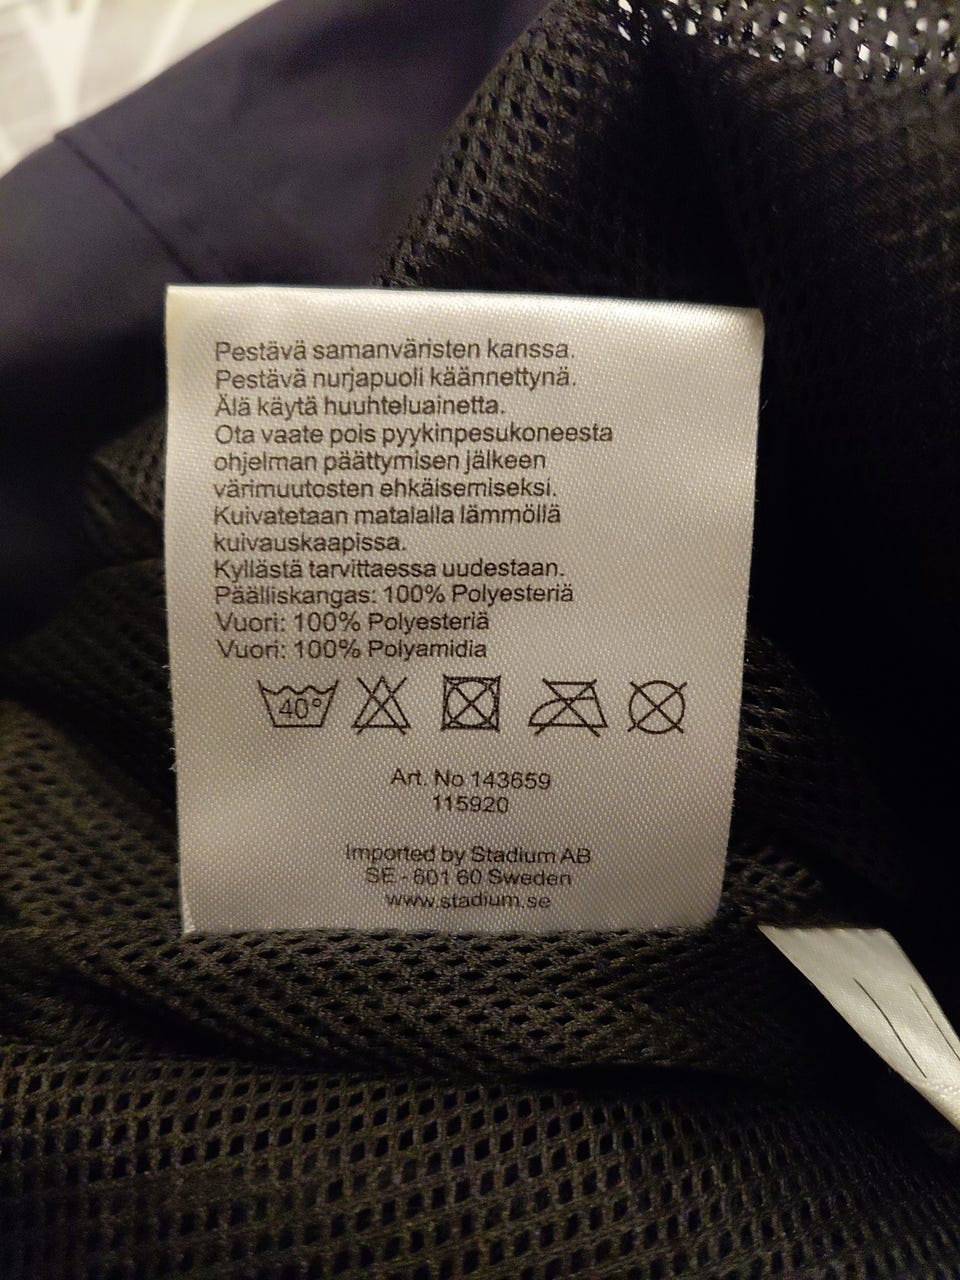 Pestävä samanväristen kanssa.
Pestävä nurjapuoli käännettynä.
Älä käytä huuhteluainetta.
Ota vaate pois pyykinpesukoneesta
ohjelman päättymisen jälkeen
värimuutosten ehkäisemiseksi.
Kuivatetaan matalalla lämmöllä
kuivauskaapissa.
Kyllästä tarvittaessa uudestaan.
Päälliskangas: 100% Polyesteriä
Vuori: 100% Polyesteriä
Vuori: 100% Polyamidia
40°
Art. No 143659
115920
Imported by Stadium AB
SE - 601 60 Sweden
www.stadium.se